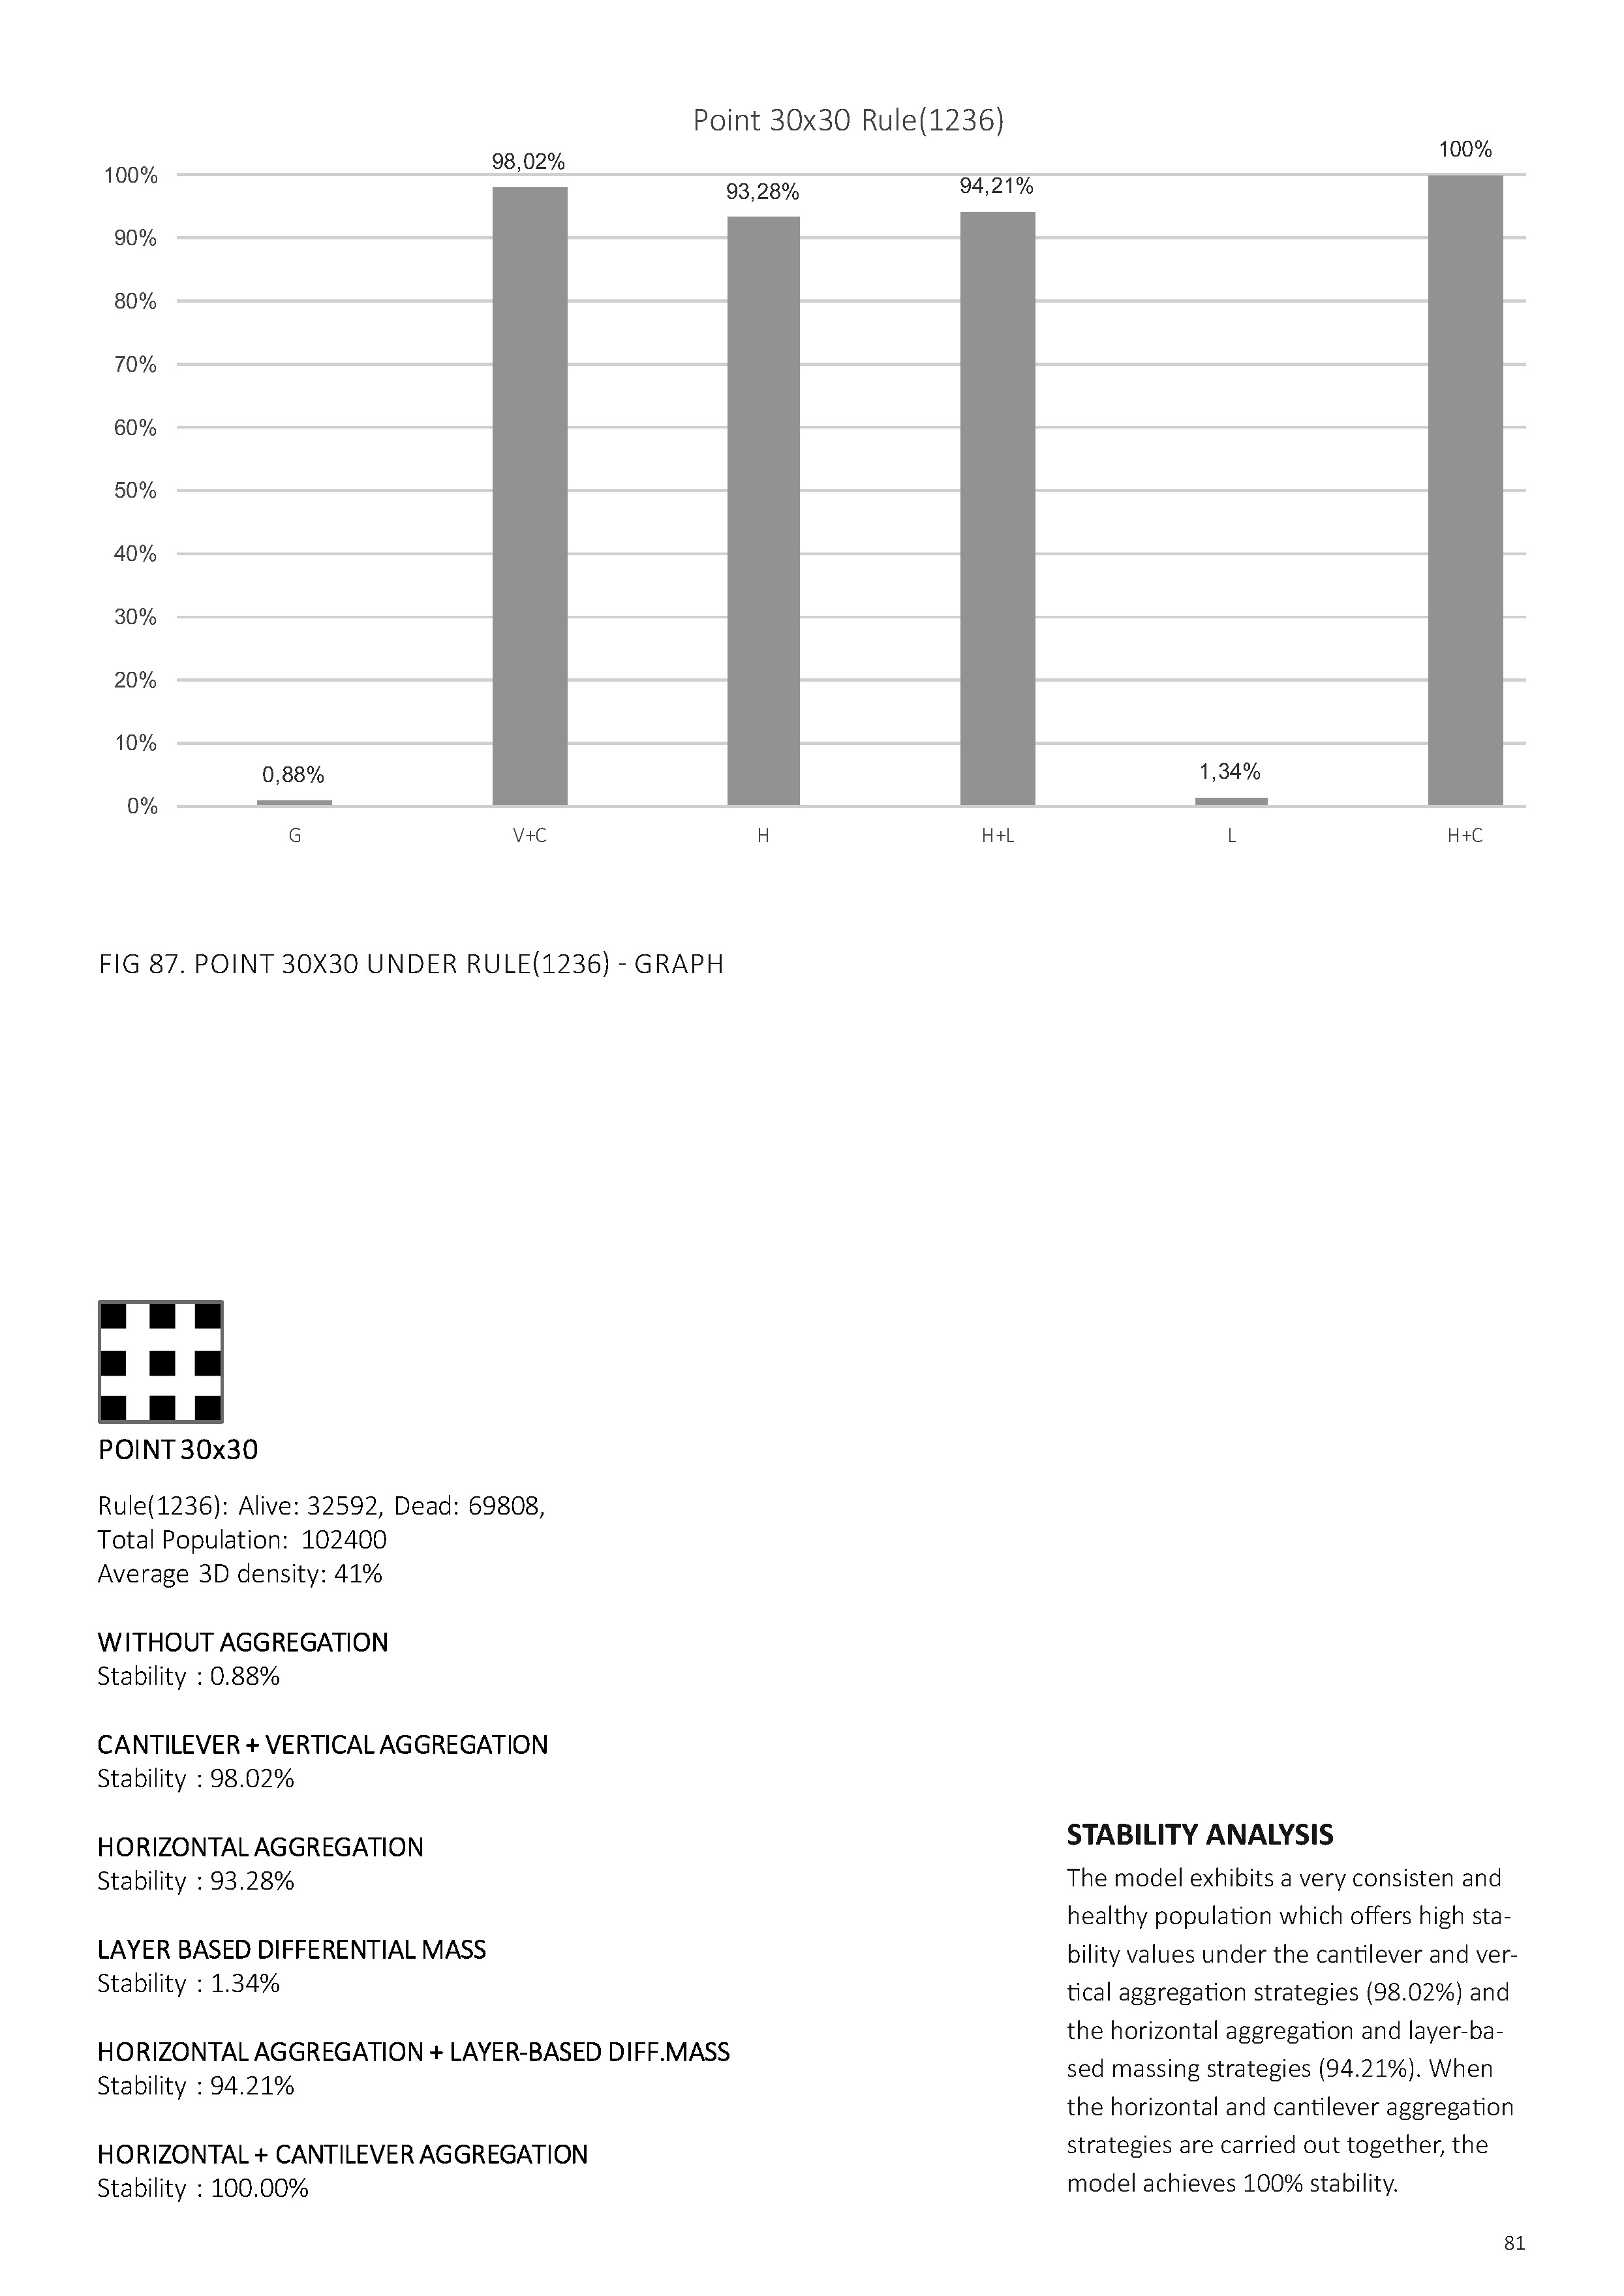 Point 30x30 Rule(1236)
100%
90%
80%
70%
60%
50%
40%
30%
20%
10%
0%
0,88%
98,02%
93,28%
94,21%
1,34%
100%
G
V+C
H
H+L
L
H+C
FIG 87. POINT 30X30 UNDER RULE(1236) - GRAPH
POINT 30x30
Rule(1236): Alive: 32592, Dead: 69808,
Total Population: 102400
Average 3D density: 41%
WITHOUT AGGREGATION
Stability : 0.88%
CANTILEVER + VERTICAL AGGREGATION
Stability : 98.02%
HORIZONTAL AGGREGATION
Stability : 93.28%
LAYER BASED DIFFERENTIAL MASS
Stability : 1.34%
HORIZONTAL AGGREGATION + LAYER-BASED DIFF.MASS
Stability : 94.21%
HORIZONTAL + CANTILEVER AGGREGATION
Stability : 100.00%
STABILITY ANALYSIS
The model exhibits a very consisten and
healthy population which offers high sta-
bility values under the cantilever and ver-
tical aggregation strategies (98.02%) and
the horizontal aggregation and layer-ba-
sed massing strategies (94.21%). When
the horizontal and cantilever aggregation
strategies are carried out together, the
model achieves 100% stability.
81